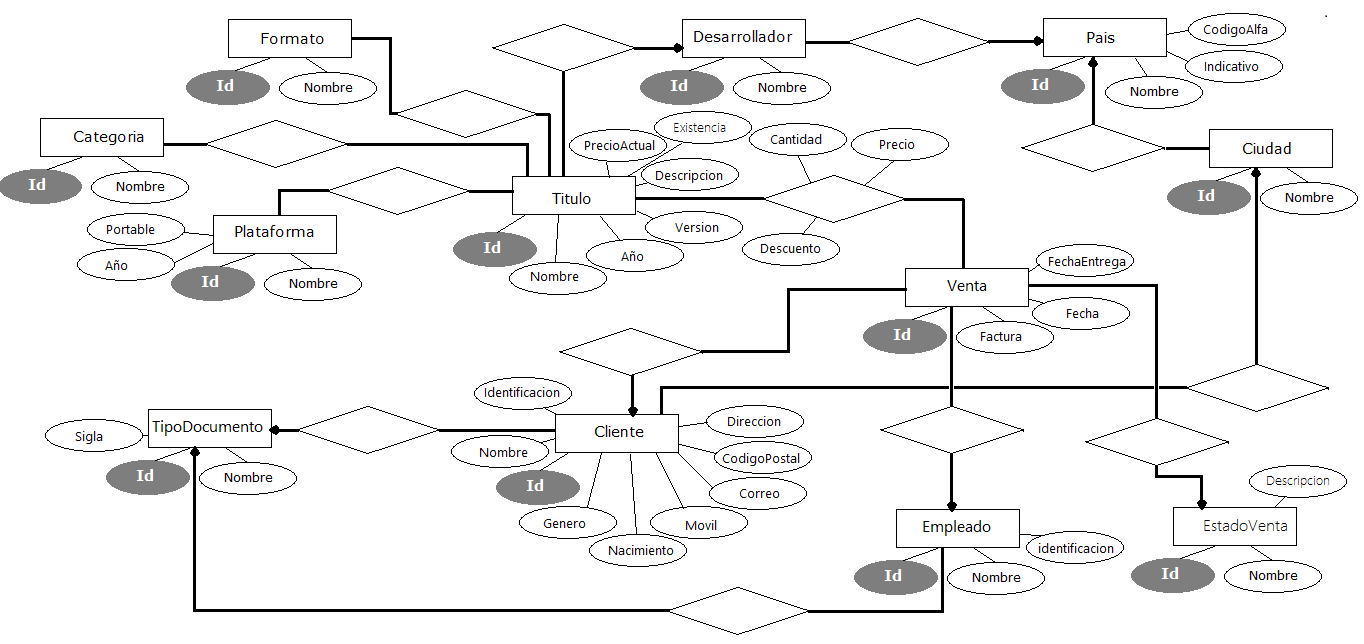 Formato
Id
Nombre
Desarrollador
Id
Nombre
Pais
CodigoAlfa
Indicativo
Id
Nombre
Categoria
Id
Nombre
PrecioActual
Existencia
Descripcion
Cantidad
Precio
Descuento
Ciudad
Id
Nombre
Titulo
Id
Nombre
Año
Version
Plataforma
Portable
Año
Id
Nombre
Venta
FechaEntrega
Fecha
Id
Factura
TipoDocumento
Sigla
Id
Nombre
Cliente
Identificacion
Nombre
Id
Genero
Nacimiento
Movil
Correo
CodigoPostal
Direccion
Empleado
Id
Nombre
identificacion
EstadoVenta
Descripcion
Id
Nombre